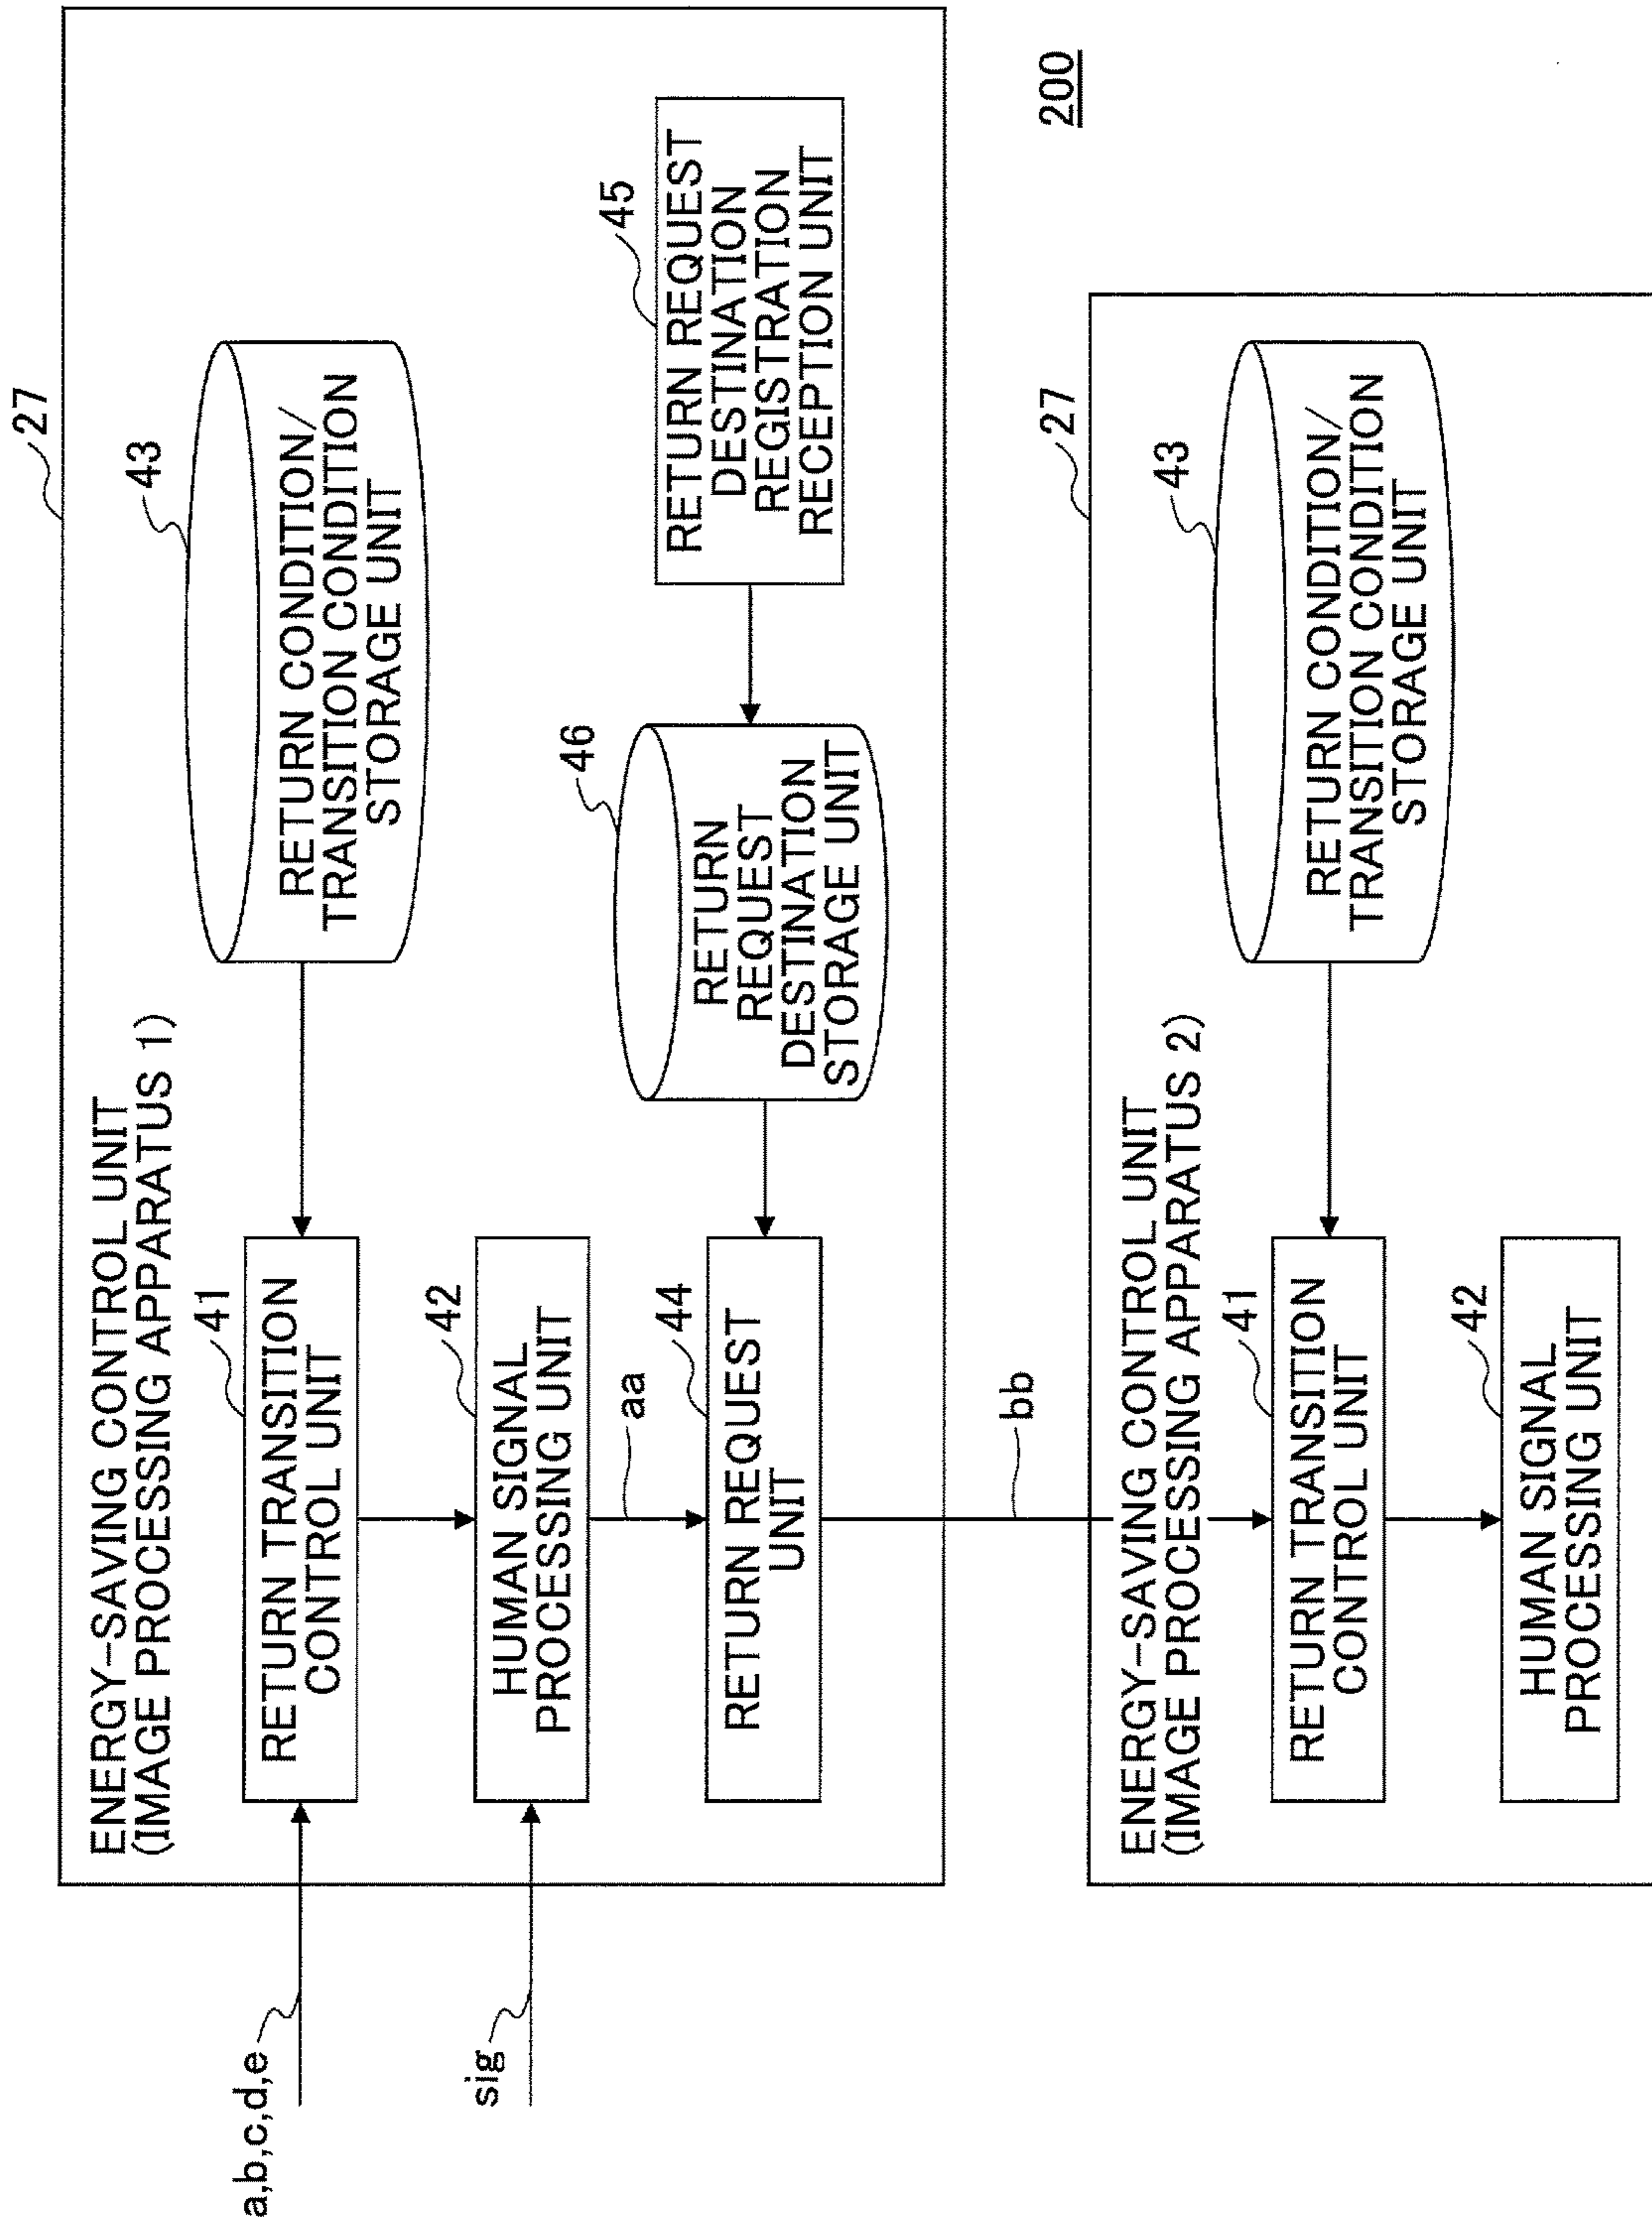 200
27
ENERGY-SAVING CONTROL UNIT
(IMAGE PROCESSING APPARATUS 1)
a,b,c,d,e
41
RETURN TRANSITION
CONTROL UNIT
43
RETURN CONDITION/
TRANSITION CONDITION
STORAGE UNIT
sig
42
HUMAN SIGNAL
PROCESSING UNIT
aa
44
RETURN REQUEST
UNIT
46
RETURN
REQUEST
DESTINATION
STORAGE UNIT
45
RETURN REQUEST
DESTINATION
REGISTRATION
RECEPTION UNIT
bb
27
ENERGY-SAVING CONTROL UNIT
(IMAGE PROCESSING APPARATUS 2)
41
RETURN TRANSITION
CONTROL UNIT
43
RETURN CONDITION/
TRANSITION CONDITION
STORAGE UNIT
42
HUMAN SIGNAL
PROCESSING UNIT